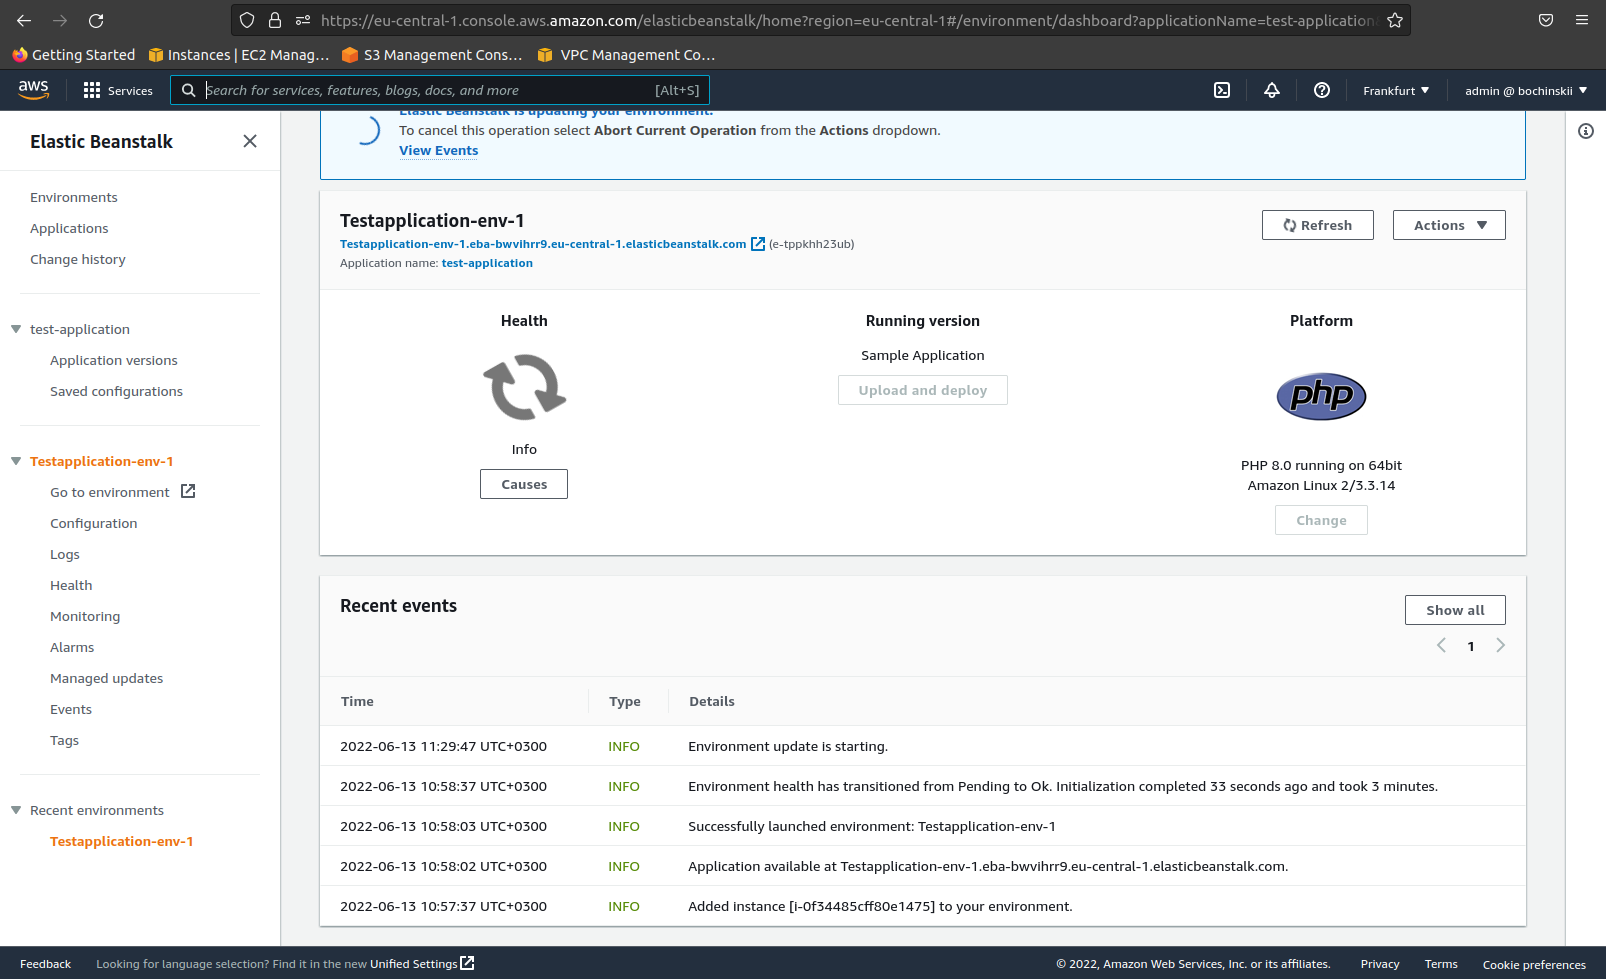 https://eu-central-1.console.aws.amazon.com/elasticbeanstalk/home?region=eu-central-1#/environment/dashboard?applicationName=test-application
Getting Started
Instances | EC2 Manag…
S3 Management Cons…
VPC Management Co…
aws
Services
Search for services, features, blogs, docs, and more
[Alt+S]
Frankfurt
admin @ bochinskii
Elastic Beanstalk
Environments
Applications
Change history
test-application
Application versions
Saved configurations
Testapplication-env-1
Go to environment
Configuration
Logs
Health
Monitoring
Alarms
Managed updates
Events
Tags
Recent environments
Testapplication-env-1
Elastic Beanstalk is updating your environment.
To cancel this operation select Abort Current Operation from the Actions dropdown.
View Events
Testapplication-env-1
Testapplication-env-1.eba-bwvihrr9.eu-central-1.elasticbeanstalk.com (e-tppkhh23ub)
Application name: test-application
Refresh
Actions
Health
Info
Causes
Running version
Sample Application
Upload and deploy
Platform
php
PHP 8.0 running on 64bit
Amazon Linux 2/3.3.14
Change
Recent events
Show all
1
Time Type Details
2022-06-13 11:29:47 UTC+0300 INFO Environment update is starting.
2022-06-13 10:58:37 UTC+0300 INFO Environment health has transitioned from Pending to Ok. Initialization completed 33 seconds ago and took 3 minutes.
2022-06-13 10:58:03 UTC+0300 INFO Successfully launched environment: Testapplication-env-1
2022-06-13 10:58:02 UTC+0300 INFO Application available at Testapplication-env-1.eba-bwvihrr9.eu-central-1.elasticbeanstalk.com.
2022-06-13 10:57:37 UTC+0300 INFO Added instance [i-0f34485cff80e1475] to your environment.
Feedback
Looking for language selection? Find it in the new Unified Settings
© 2022, Amazon Web Services, Inc. or its affiliates.
Privacy
Terms
Cookie preferences